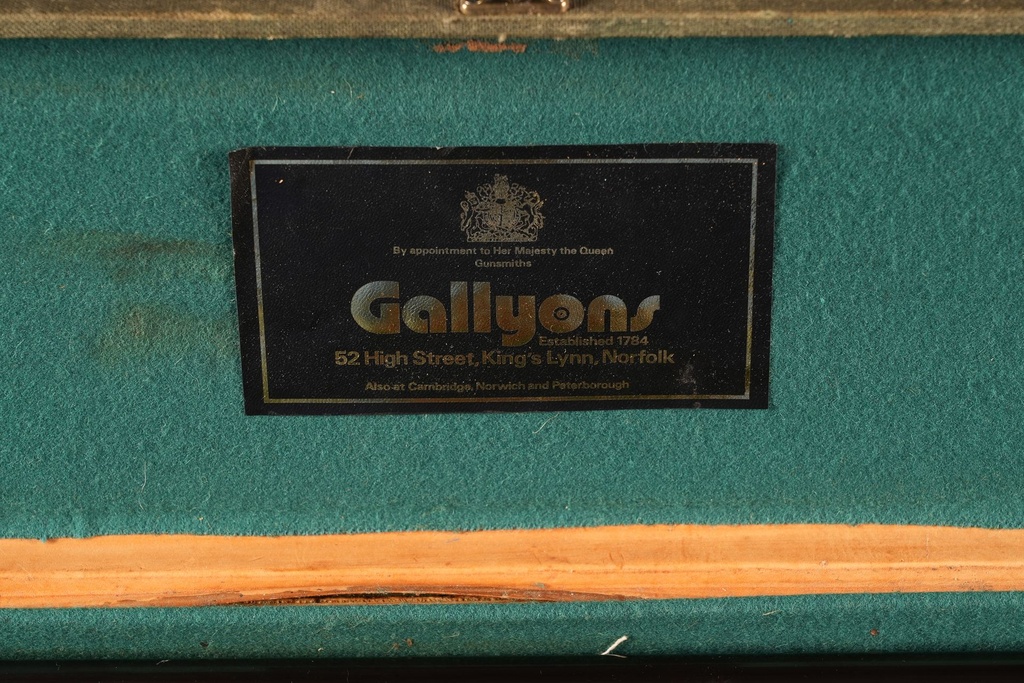 By appointment to Her Majesty the Queen
Gunsmiths
Gallyons
Established 1784
52 High Street, King's Lynn, Norfolk
Also at Cambridge, Norwich and Peterborough